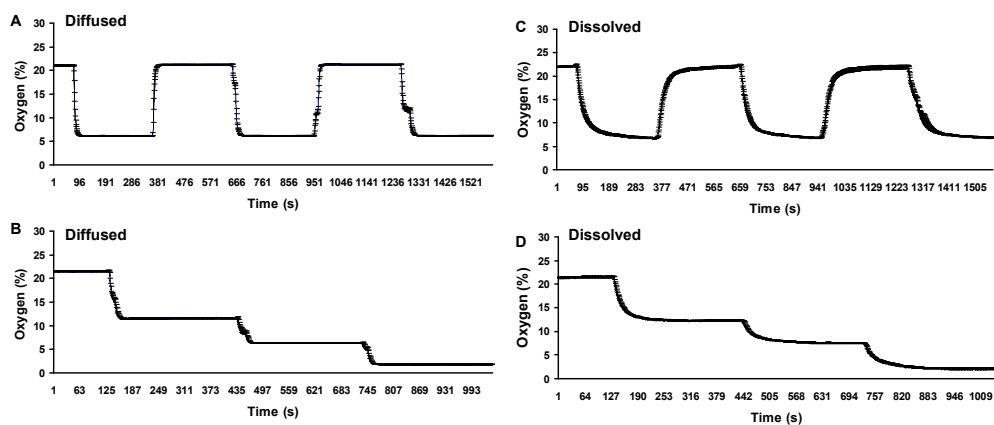 A Diffused
30
25
20
15
10
5
0
Oxygen (%)
1 96 191 286 381 476 571 666 761 856 951 1046 1141 1236 1331 1426 1521
Time (s)
B Diffused
30
25
20
15
10
5
0
Oxygen (%)
1 63 125 187 249 311 373 435 497 559 621 683 745 807 869 931 993
Time (s)
C Dissolved
30
25
20
15
10
5
0
Oxygen (%)
1 95 189 283 377 471 565 659 753 847 941 1035 1129 1223 1317 1411 1505
Time (s)
D Dissolved
30
25
20
15
10
5
0
Oxygen (%)
1 64 127 190 253 316 379 442 505 568 631 694 757 820 883 946 1009
Time (s)